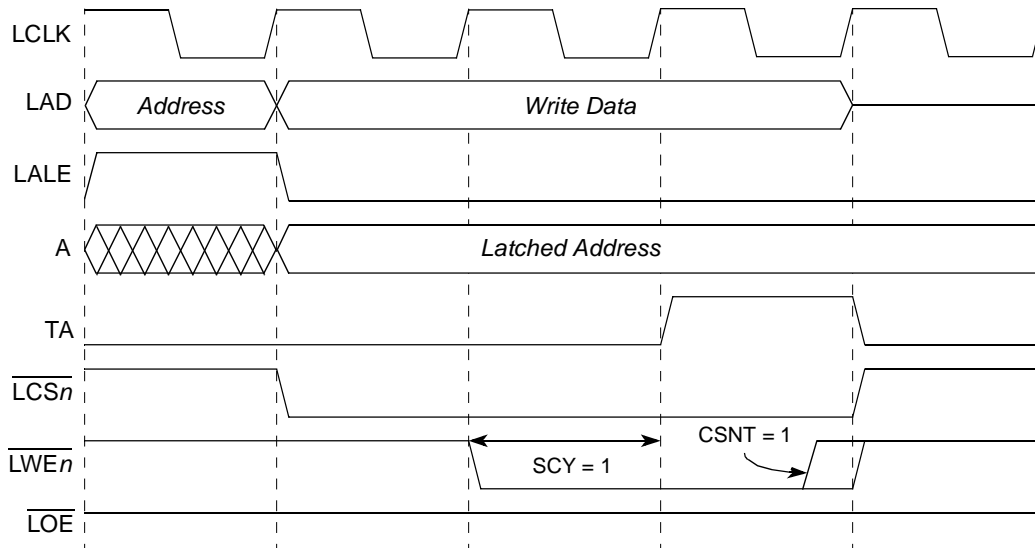 LCLK
LAD
Address
Write Data
LALE
A
Latched Address
TA
LCSn
LWEn
SCY = 1
CSNT = 1
LOE